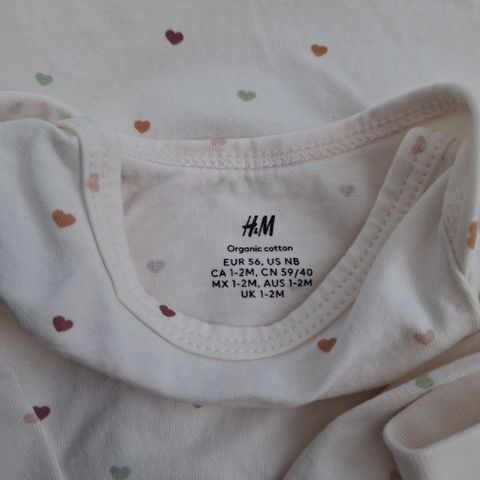 H&M
Organic cotton
EUR 56, US NB
CA 1-2M, CN 59/40
MX 1-2M, AUS 1-2M
UK 1-2M